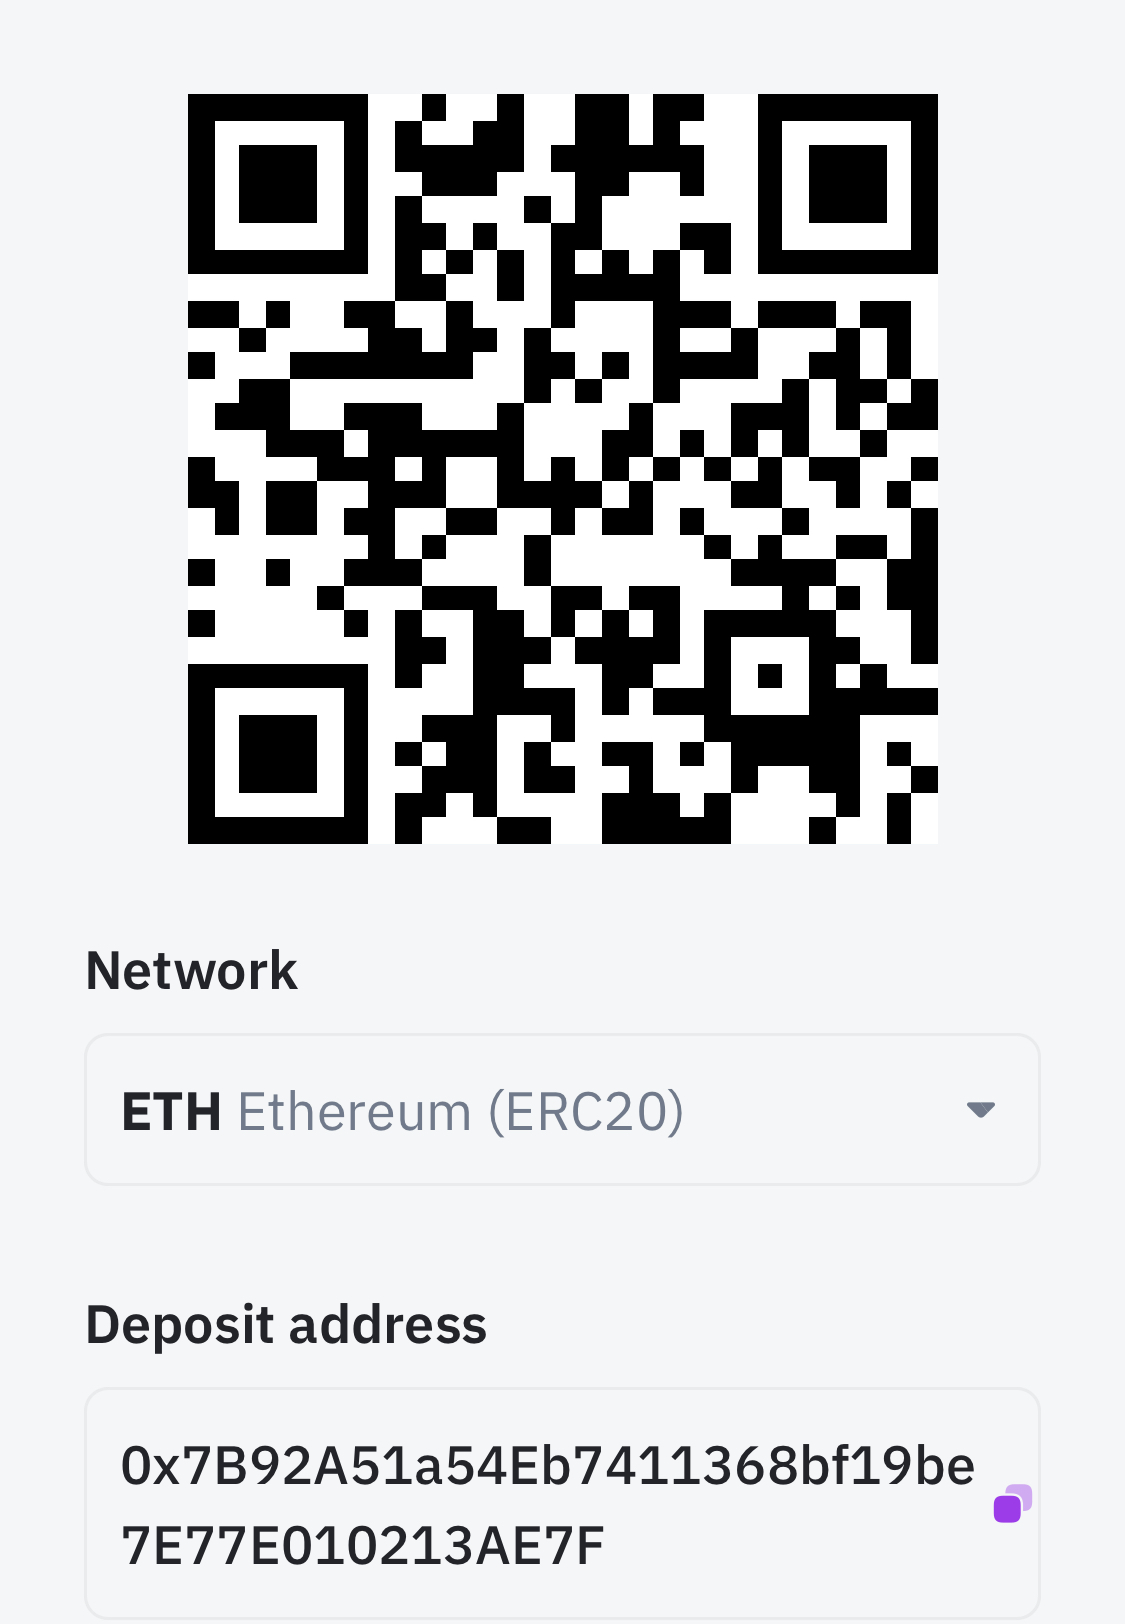 Network
ETH Ethereum (ERC20)
Deposit address
0x7B92A51a54Eb7411368bf19be
7E77E010213AE7F